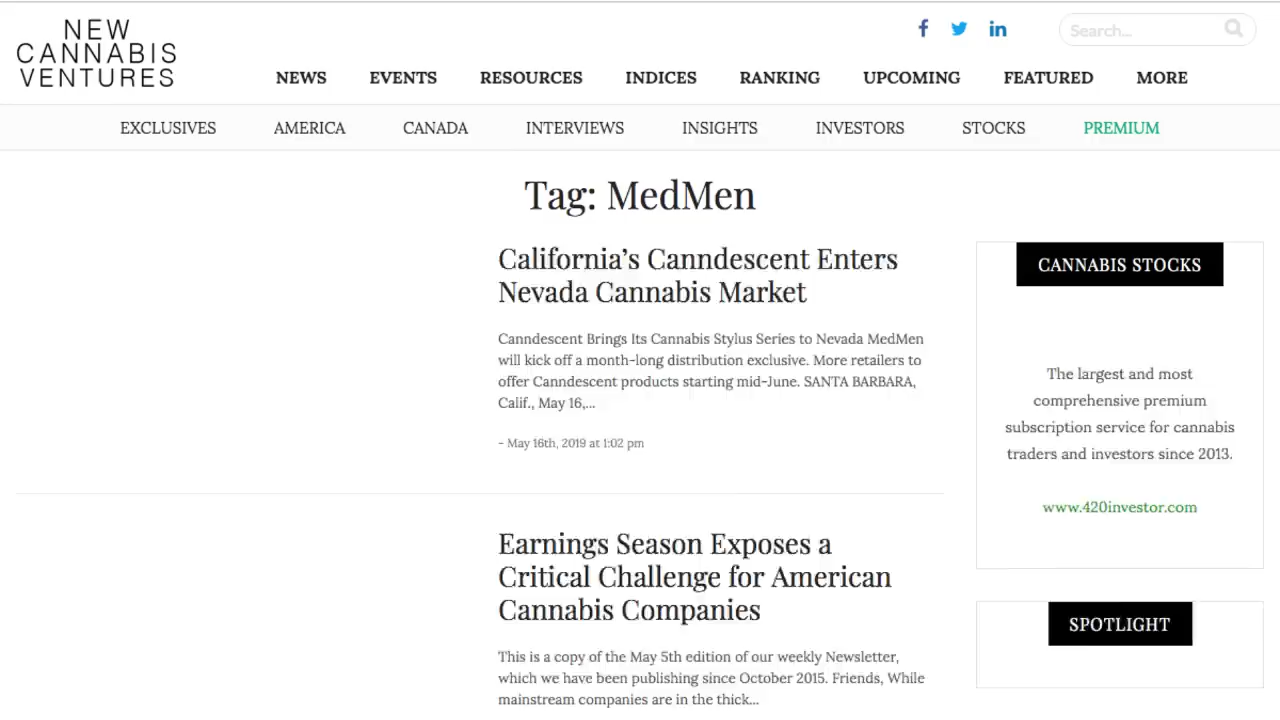 NEW
CANNABIS
VENTURES
Search...
NEWS EVENTS RESOURCES INDICES RANKING UPCOMING FEATURED MORE
EXCLUSIVES AMERICA CANADA INTERVIEWS INSIGHTS INVESTORS STOCKS PREMIUM
Tag: MedMen
California’s Canndescent Enters
Nevada Cannabis Market
Canndescent Brings Its Cannabis Stylus Series to Nevada MedMen
will kick off a month-long distribution exclusive. More retailers to
offer Canndescent products starting mid-June. SANTA BARBARA,
Calif., May 16,...
- May 16th, 2019 at 1:02 pm
Earnings Season Exposes a
Critical Challenge for American
Cannabis Companies
This is a copy of the May 5th edition of our weekly Newsletter,
which we have been publishing since October 2015. Friends, While
mainstream companies are in the thick...
CANNABIS STOCKS
The largest and most
comprehensive premium
subscription service for cannabis
traders and investors since 2013.
www.420investor.com
SPOTLIGHT